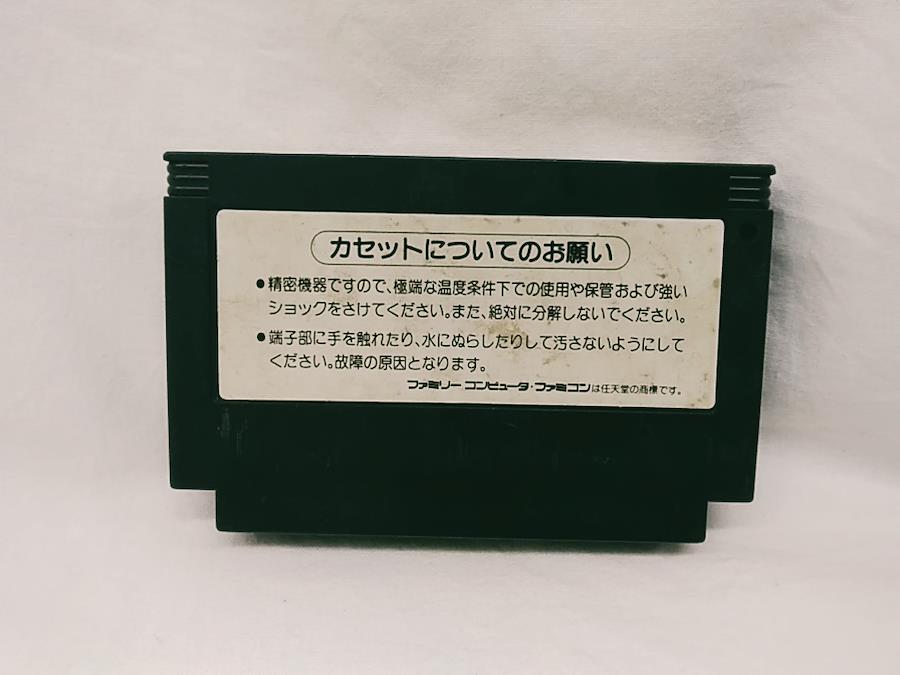 カセットについてのお願い
●精密機器ですので、極端な温度条件下での使用や保管および強い
ショックをさけてください。また、絶対に分解しないでください。
●端子部に手を触れたり、水にぬらしたりして汚さないようにして
ください。故障の原因となります。
ファミリーコンピュータ・ファミコンは任天堂の商標です。